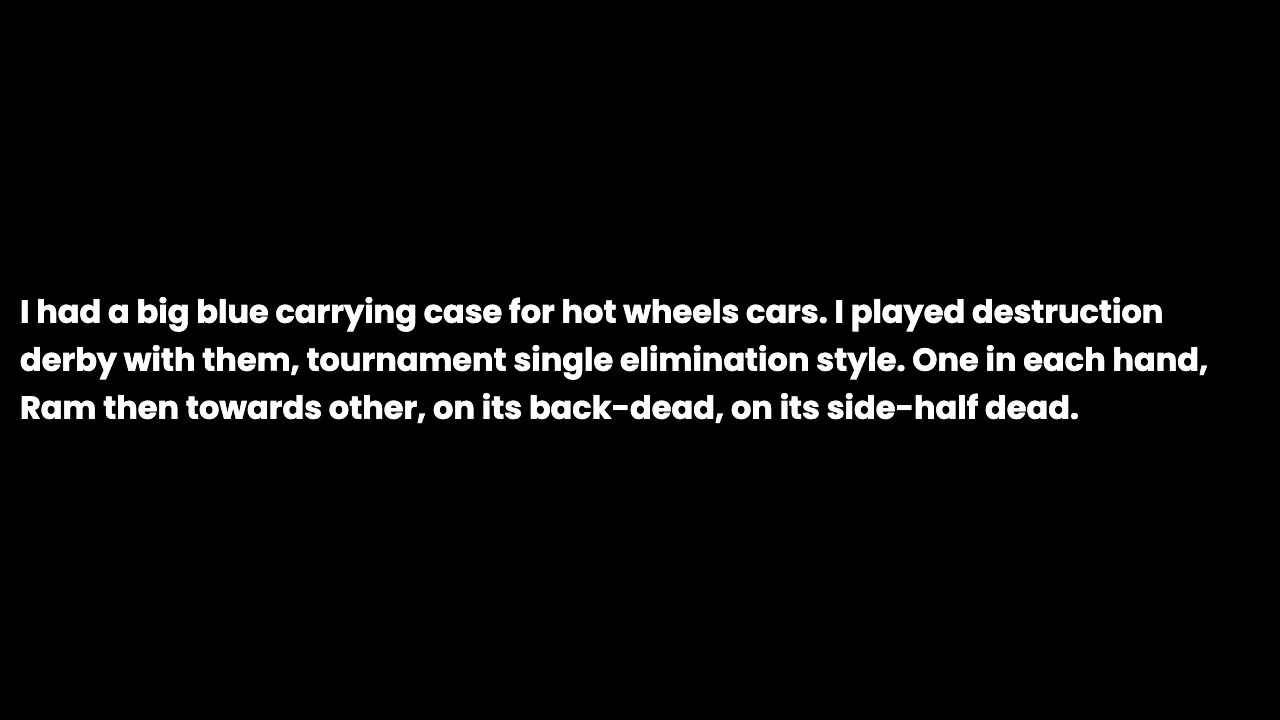 I had a big blue carrying case for hot wheels cars. I played destruction
derby with them, tournament single elimination style. One in each hand,
Ram then towards other, on its back-dead, on its side-half dead.